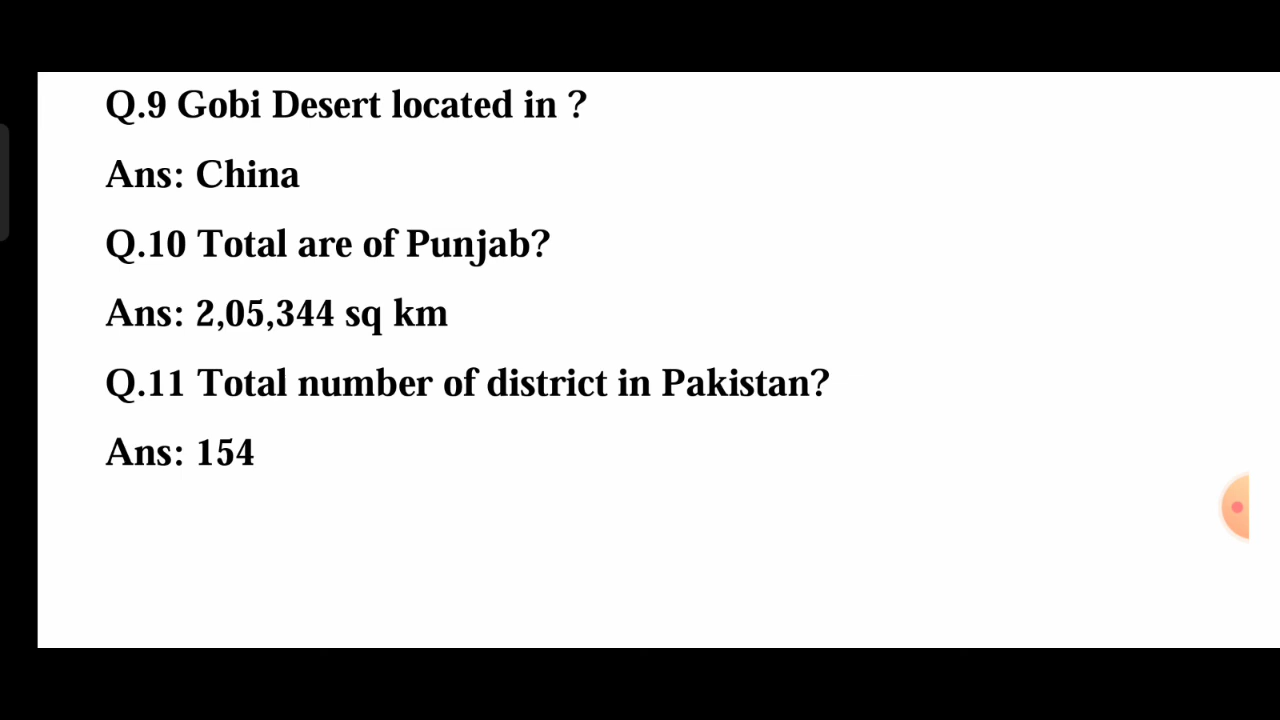 Q.9 Gobi Desert located in ?
Ans: China
Q.10 Total are of Punjab?
Ans: 2,05,344 sq km
Q.11 Total number of district in Pakistan?
Ans: 154